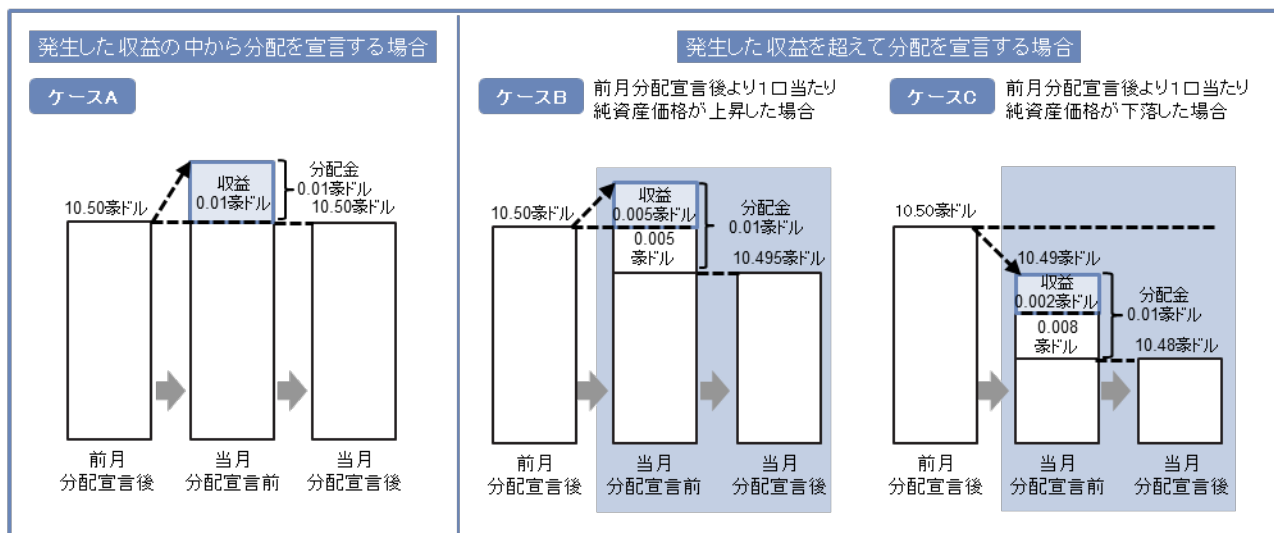 発生した収益の中から分配を宣言する場合
ケースA
分配金
0.01豪ドル
収益
0.01豪ドル
10.50豪ドル
10.50豪ドル
前月
分配宣言後
当月
分配宣言前
当月
分配宣言後
発生した収益を超えて分配を宣言する場合
ケースB
前月分配宣言後より1口当たり
純資産価格が上昇した場合
収益
0.005豪ドル
10.50豪ドル
分配金
0.01豪ドル
0.005
豪ドル
10.495豪ドル
前月
分配宣言後
当月
分配宣言前
当月
分配宣言後
ケースC
前月分配宣言後より1口当たり
純資産価格が下落した場合
10.50豪ドル
10.49豪ドル
収益
0.002豪ドル
分配金
0.01豪ドル
0.008
豪ドル
10.48豪ドル
前月
分配宣言後
当月
分配宣言前
当月
分配宣言後